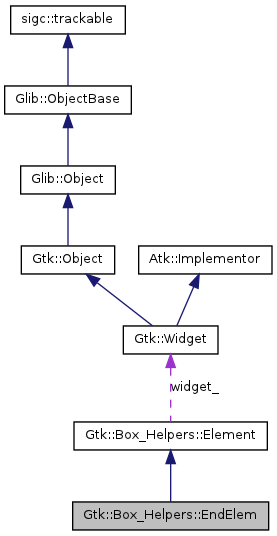 sigc::trackable
Glib::ObjectBase
Glib::Object
Gtk::Object
Atk::Implementor
Gtk::Widget
widget_
Gtk::Box_Helpers::Element
Gtk::Box_Helpers::EndElem